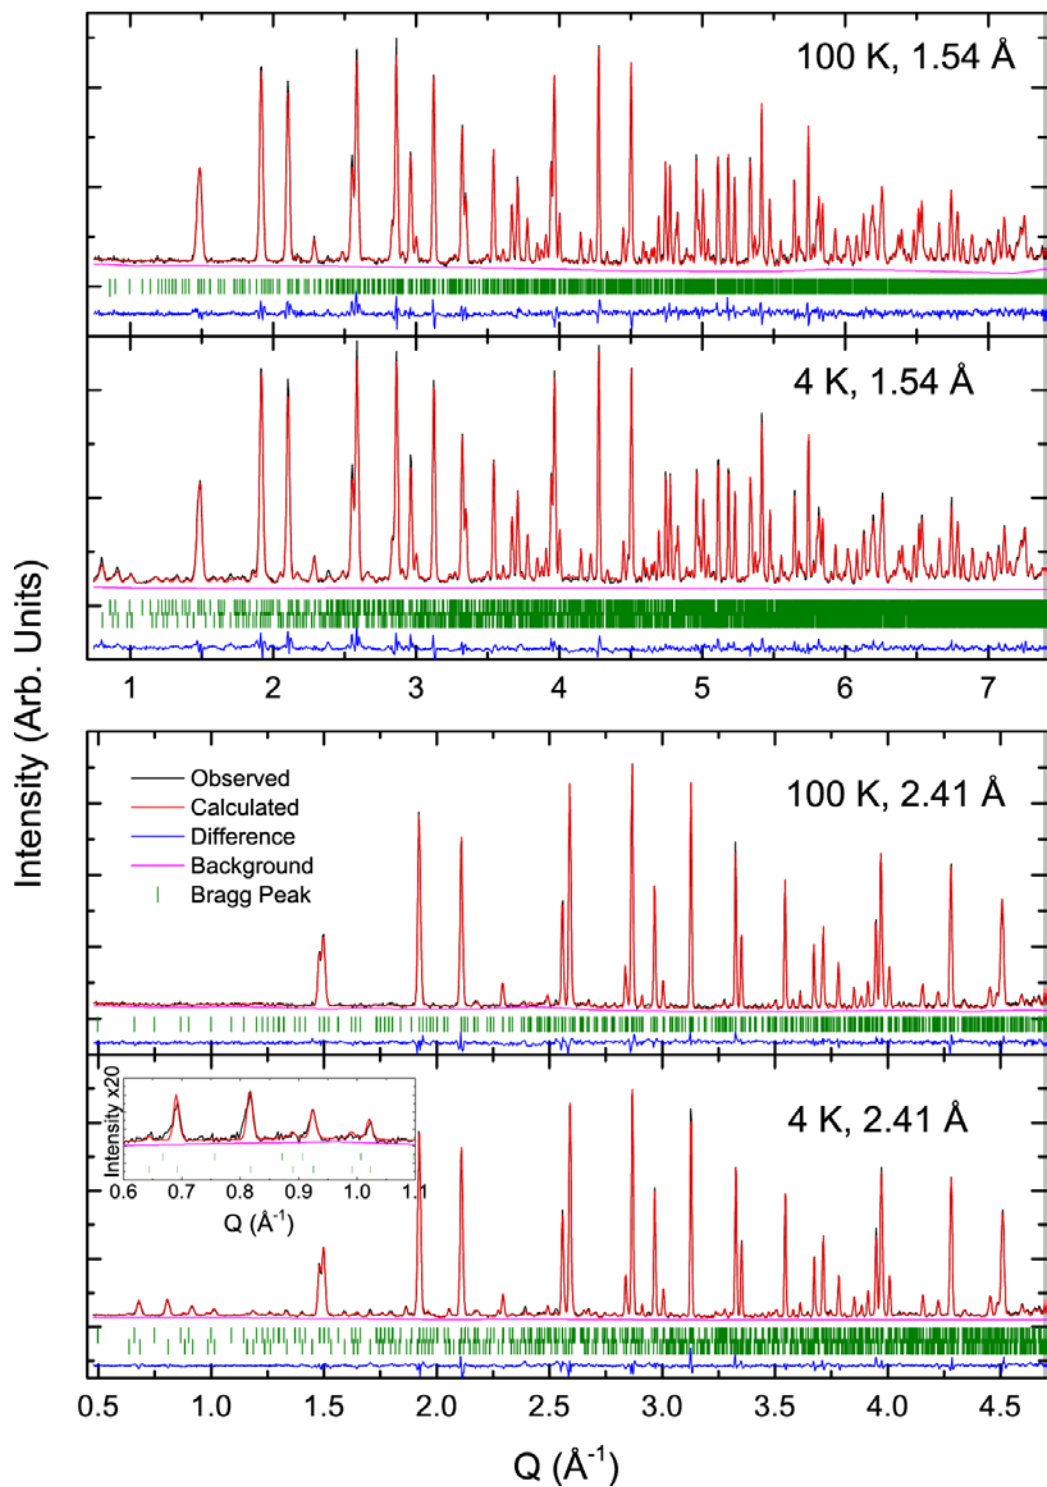 100 K, 1.54 Å
4 K, 1.54 Å
1 2 3 4 5 6 7
Intensity (Arb. Units)
Observed
Calculated
Difference
Background
Bragg Peak
100 K, 2.41 Å
4 K, 2.41 Å
Intensity x20
0.6 0.7 0.8 0.9 1.0 1.1
Q (Å⁻¹)
0.5 1.0 1.5 2.0 2.5 3.0 3.5 4.0 4.5
Q (Å⁻¹)